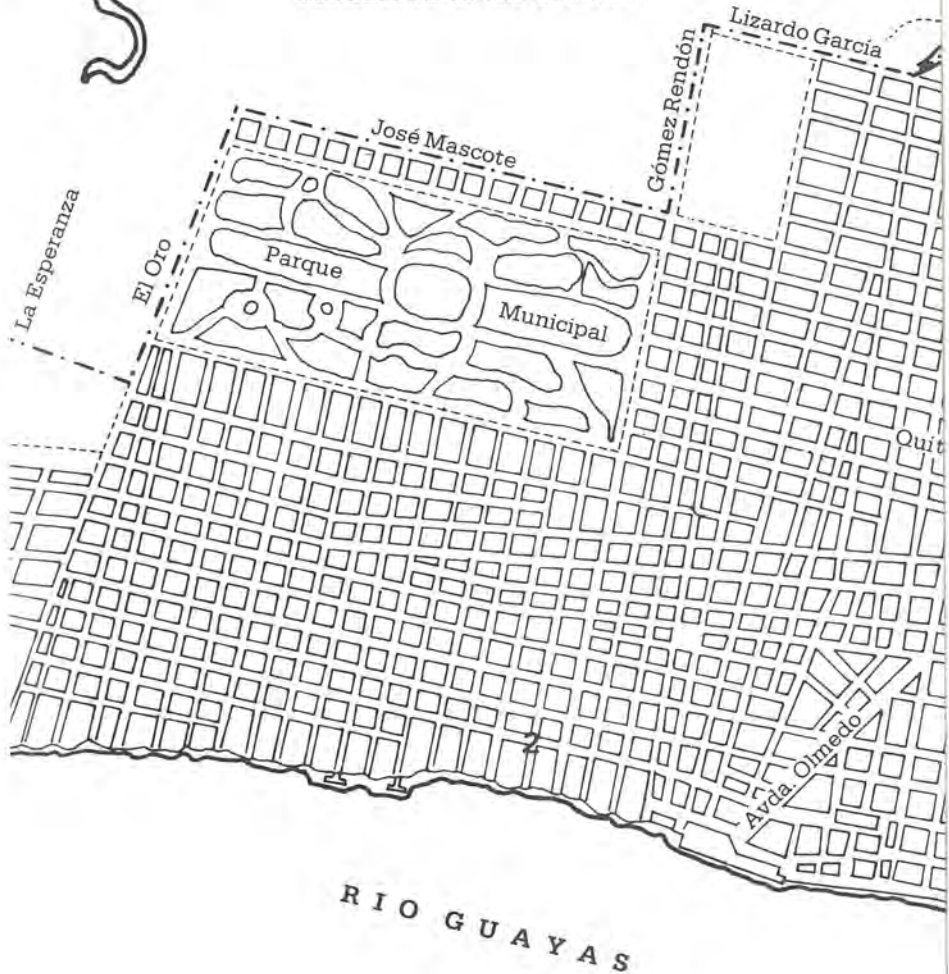 Lizardo García
Gómez Rendón
José Mascote
La Esperanza
El Oro
Parque
Municipal
Quit
2
Avda. Olmedo
RIO GUAYAS